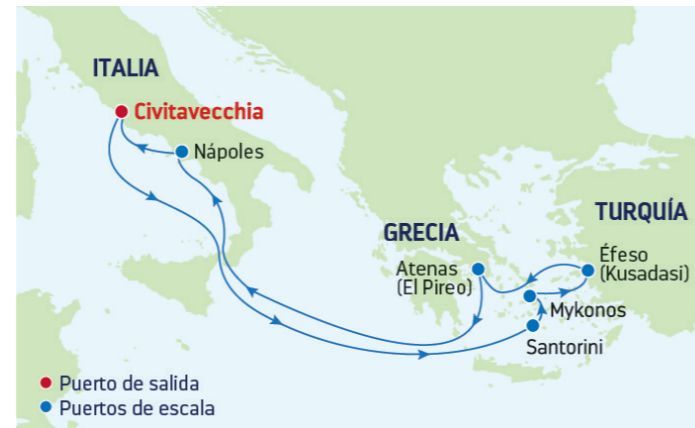 ITALIA
Civitavecchia
Nápoles
GRECIA
TURQUÍA
Atenas
(El Pireo)
Éfeso
(Kusadasi)
Mykonos
Santorini
Puerto de salida
Puertos de escala